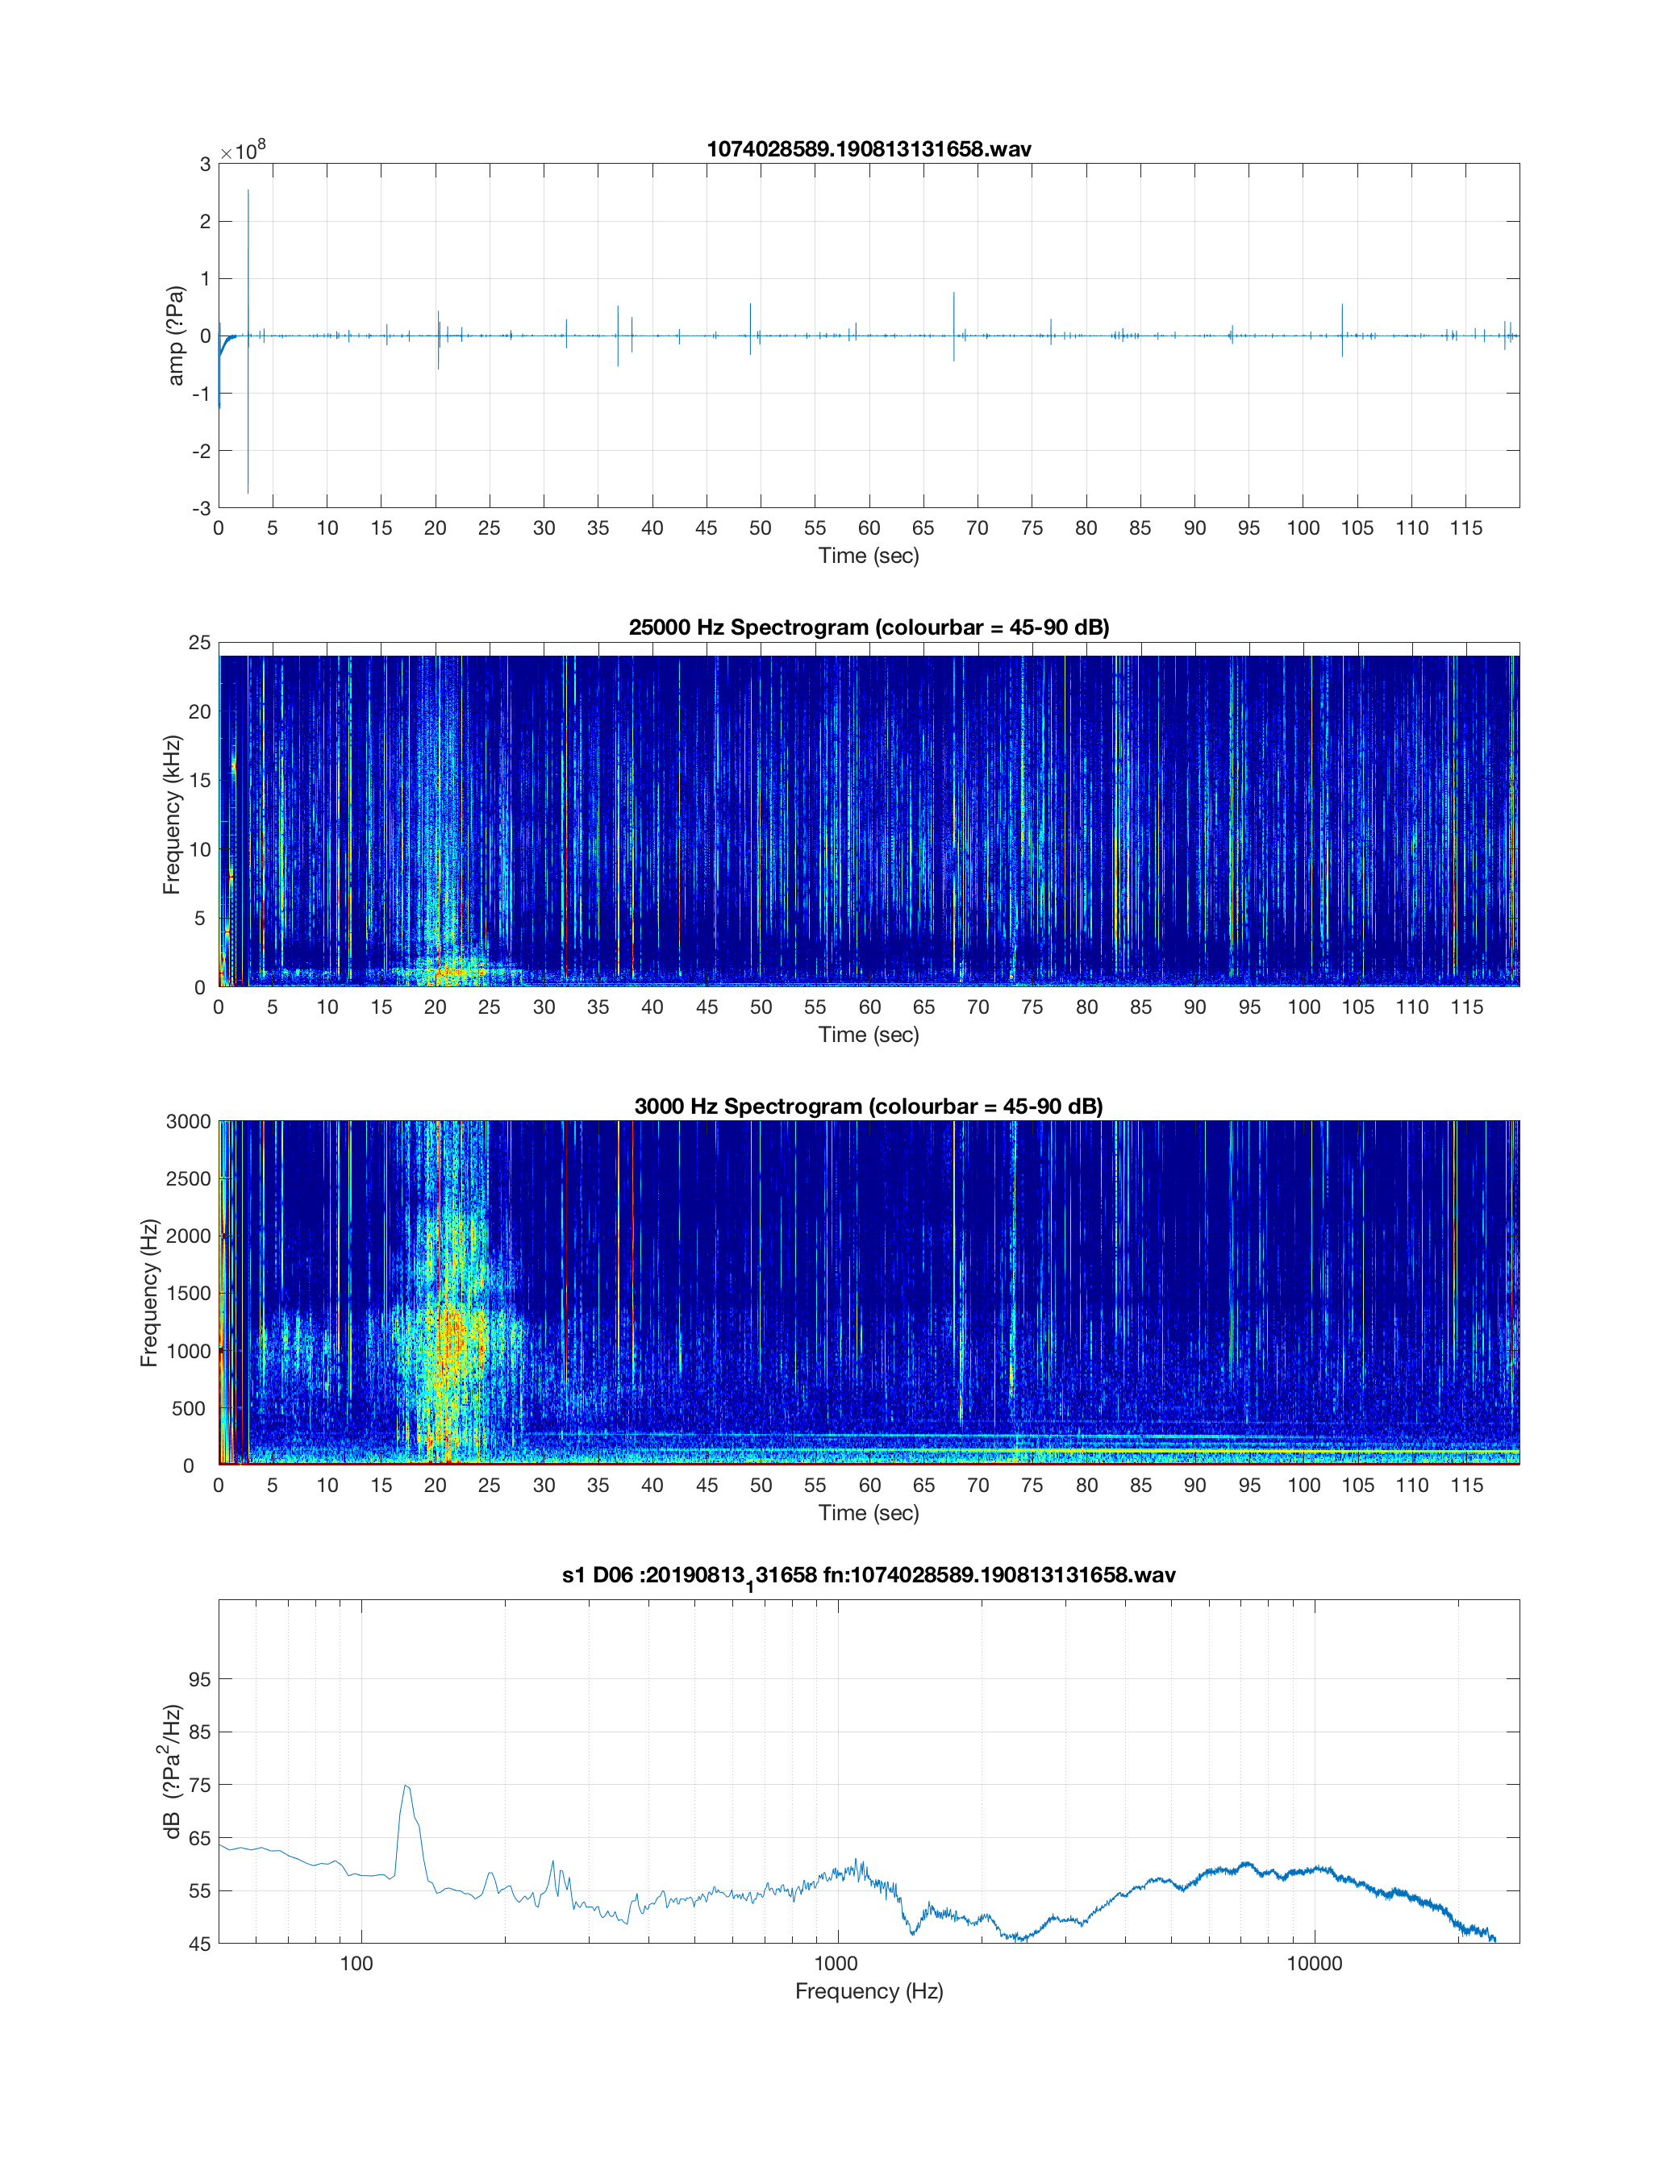 ×10^8
1074028589.190813131658.wav
3
2
1
0
-1
-2
-3
amp (?Pa)
0 5 10 15 20 25 30 35 40 45 50 55 60 65 70 75 80 85 90 95 100 105 110 115
Time (sec)
25000 Hz Spectrogram (colourbar = 45-90 dB)
25
20
15
10
5
0
Frequency (kHz)
0 5 10 15 20 25 30 35 40 45 50 55 60 65 70 75 80 85 90 95 100 105 110 115
Time (sec)
3000 Hz Spectrogram (colourbar = 45-90 dB)
3000
2500
2000
1500
1000
500
0
Frequency (Hz)
0 5 10 15 20 25 30 35 40 45 50 55 60 65 70 75 80 85 90 95 100 105 110 115
Time (sec)
s1 D06 :20190813_131658 fn:1074028589.190813131658.wav
95
85
75
65
55
45
dB (?Pa^2/Hz)
100 1000 10000
Frequency (Hz)